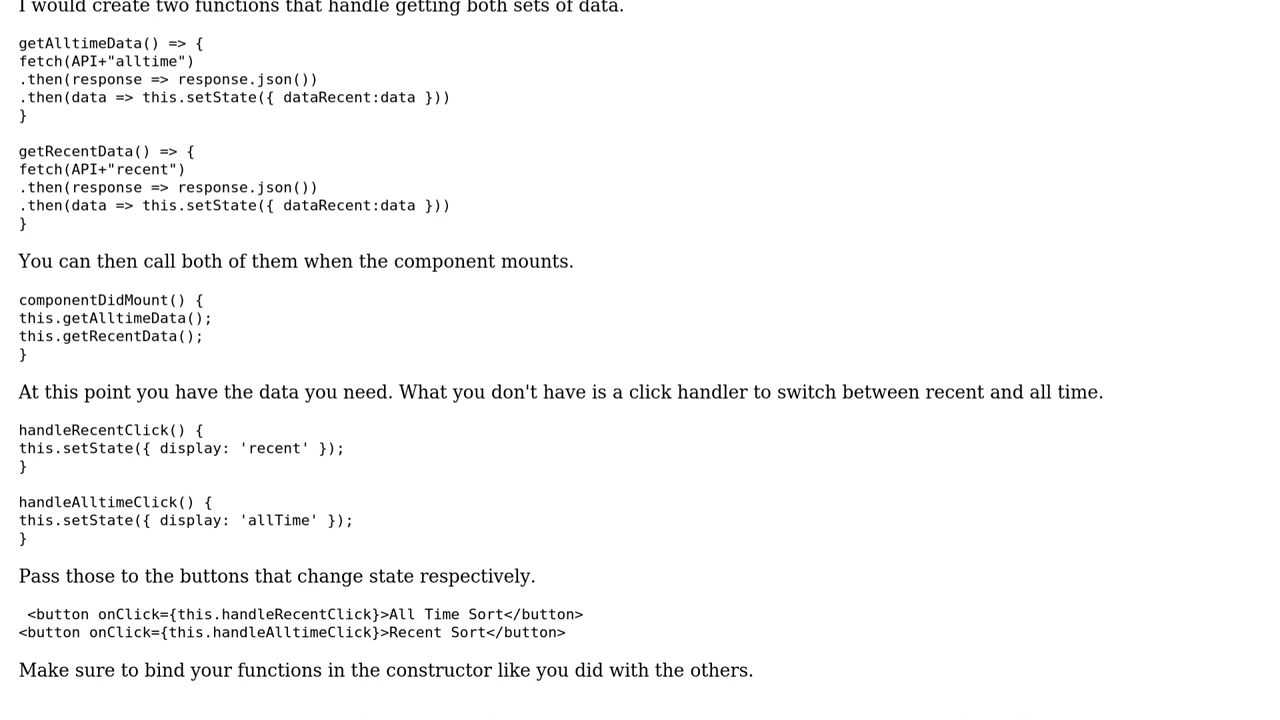 I would create two functions that handle getting both sets of data.
getAlltimeData() => {
fetch(API+"alltime")
.then(response => response.json())
.then(data => this.setState({ dataRecent:data }))
}
getRecentData() => {
fetch(API+"recent")
.then(response => response.json())
.then(data => this.setState({ dataRecent:data }))
}
You can then call both of them when the component mounts.
componentDidMount() {
this.getAlltimeData();
this.getRecentData();
}
At this point you have the data you need. What you don't have is a click handler to switch between recent and all time.
handleRecentClick() {
this.setState({ display: 'recent' });
}
handleAlltimeClick() {
this.setState({ display: 'allTime' });
}
Pass those to the buttons that change state respectively.
<button onClick={this.handleRecentClick}>All Time Sort</button>
<button onClick={this.handleAlltimeClick}>Recent Sort</button>
Make sure to bind your functions in the constructor like you did with the others.